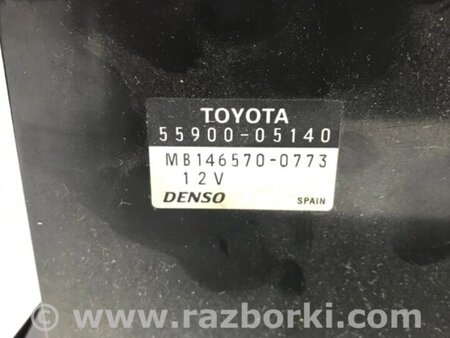 TOYOTA
55900-05140
MB146570-0773
12V
DENSO SPAIN
© www.razborki.com